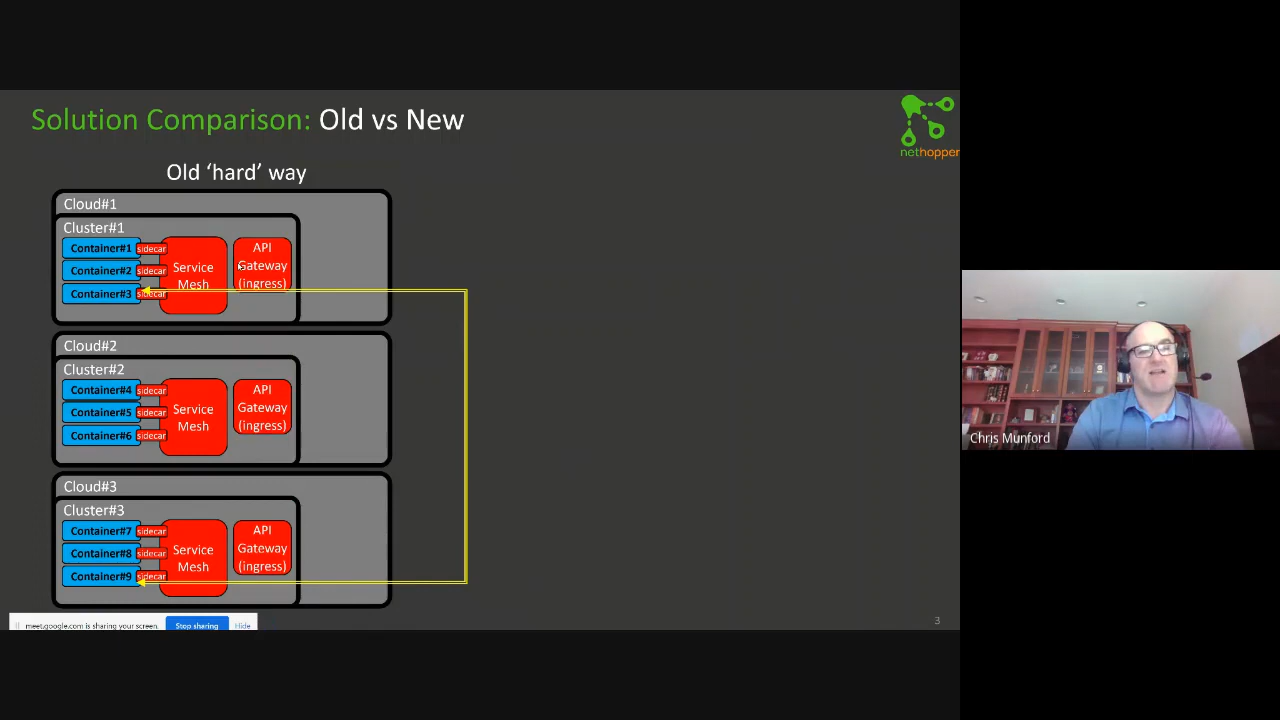 Solution Comparison: Old vs New
nethopper
Old ‘hard’ way
Cloud#1
Cluster#1
Container#1 sidecar
Container#2 sidecar
Container#3 sidecar
Service
Mesh
API
Gateway
(ingress)
Cloud#2
Cluster#2
Container#4 sidecar
Container#5 sidecar
Container#6 sidecar
Service
Mesh
API
Gateway
(ingress)
Cloud#3
Cluster#3
Container#7 sidecar
Container#8 sidecar
Container#9 sidecar
Service
Mesh
API
Gateway
(ingress)
Chris Munford
meet.google.com is sharing your screen. Stop sharing Hide
3